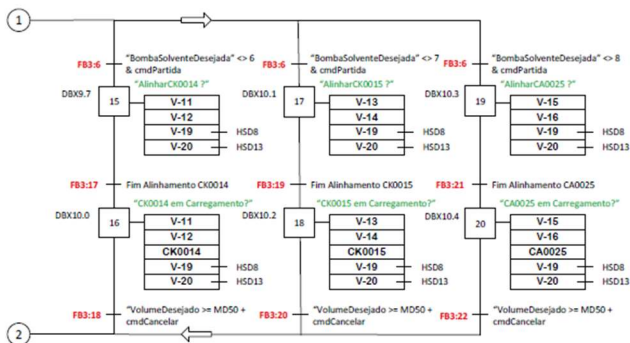 1
FB3:6
"BombaSolventeDesejada" <> 6
& cmdPartida
"AlinharCK0014 ?"
DBX9.7
15
V-11
V-12
V-19
HSD8
V-20
HSD13
FB3:17
Fim Alinhamento CK0014
"CK0014 em Carregamento?"
DBX10.0
16
V-11
V-12
CK0014
V-19
HSD8
V-20
HSD13
FB3:18
"VolumeDesejado >= MD50 +
cmdCancelar
FB3:6
"BombaSolventeDesejada" <> 7
& cmdPartida
"AlinharCK0015 ?"
DBX10.1
17
V-13
V-14
V-19
HSD8
V-20
HSD13
FB3:19
Fim Alinhamento CK0015
"CK0015 em Carregamento?"
DBX10.2
18
V-13
V-14
CK0015
V-19
HSD8
V-20
HSD13
FB3:20
"VolumeDesejado >= MD50 +
cmdCancelar
FB3:6
"BombaSolventeDesejada" <> 8
& cmdPartida
"AlinharCA0025 ?"
DBX10.3
19
V-15
V-16
V-19
HSD8
V-20
HSD13
FB3:21
Fim Alinhamento CA0025
"CA0025 em Carregamento?"
DBX10.4
20
V-15
V-16
CA0025
V-19
HSD8
V-20
HSD13
FB3:22
"VolumeDesejado >= MD50 +
cmdCancelar
2